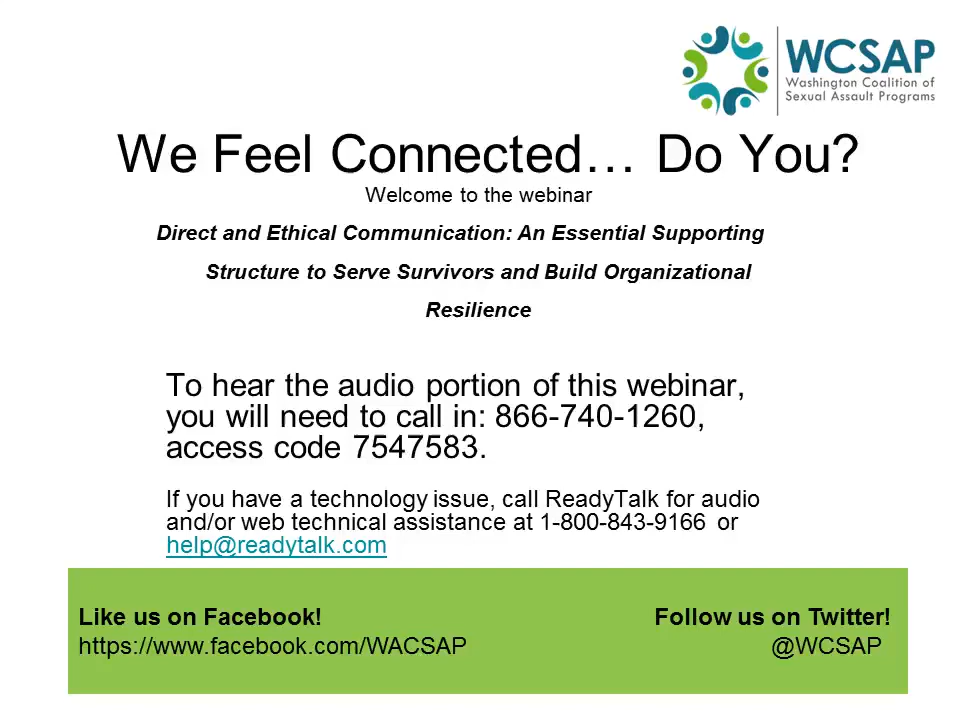 WCSAP
Washington Coalition of
Sexual Assault Programs
We Feel Connected… Do You?
Welcome to the webinar
Direct and Ethical Communication: An Essential Supporting
Structure to Serve Survivors and Build Organizational
Resilience
To hear the audio portion of this webinar,
you will need to call in: 866-740-1260,
access code 7547583.
If you have a technology issue, call ReadyTalk for audio
and/or web technical assistance at 1-800-843-9166 or
help@readytalk.com
Like us on Facebook!
https://www.facebook.com/WACSAP
Follow us on Twitter!
@WCSAP